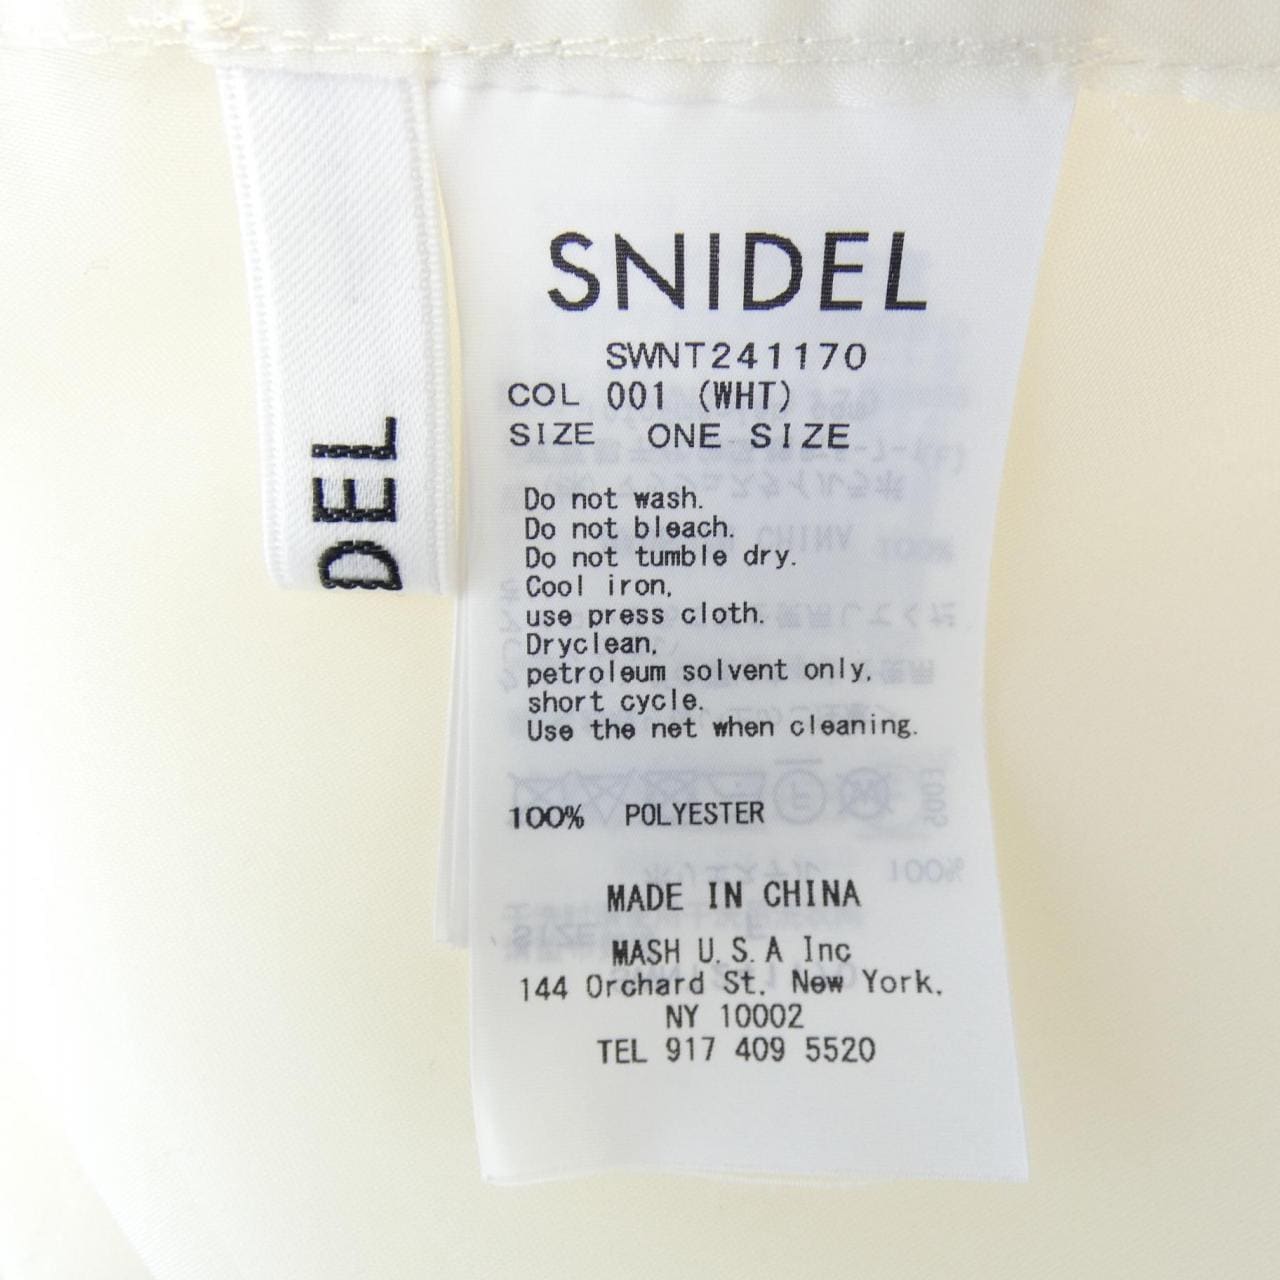 DEL
SNIDEL
SWNT241170
COL 001 (WHT)
SIZE ONE SIZE
Do not wash.
Do not bleach.
Do not tumble dry.
Cool iron,
use press cloth.
Dryclean,
petroleum solvent only,
short cycle.
Use the net when cleaning.
100% POLYESTER
MADE IN CHINA
MASH U.S.A Inc
144 Orchard St. New York,
NY 10002
TEL 917 409 5520